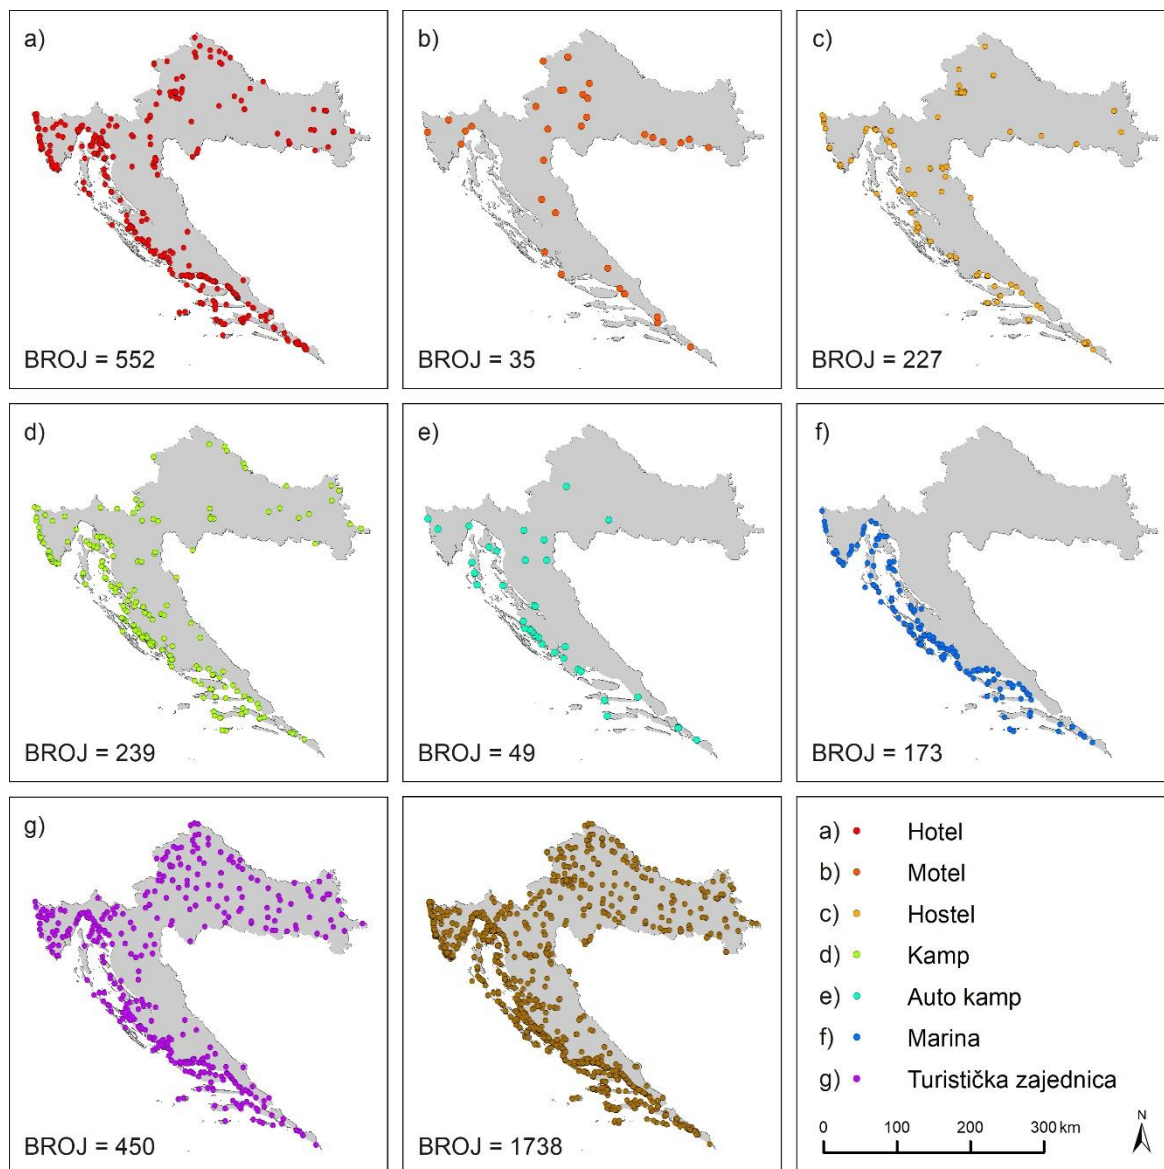 a)
BROJ = 552
b)
BROJ = 35
c)
BROJ = 227
d)
BROJ = 239
e)
BROJ = 49
f)
BROJ = 173
g)
BROJ = 450
BROJ = 1738
a) Hotel
b) Motel
c) Hostel
d) Kamp
e) Auto kamp
f) Marina
g) Turistička zajednica
N
0 100 200 300 km